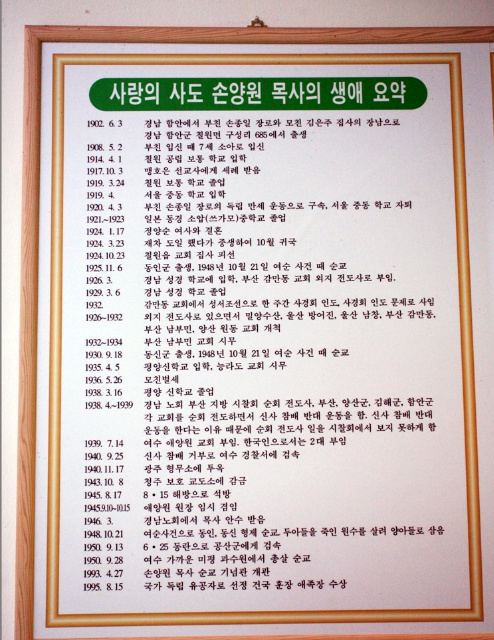 사랑의 사도 손양원 목사의 생애 요약
1902. 6. 3 경남 함안에서 부친 손종일 장로와 모친 김은주 집사의 장남으로
경남 함안군 칠원면 구성리 685에서 출생
1908. 5. 2 부친 입신 때 7세 소아로 입신
1914. 4. 1 칠원 공립 보통 학교 입학
1917. 10. 3 맹호은 선교사에게 세례 받음
1919. 3.24 칠원 보통 학교 졸업
1919. 4. 서울 중동 학교 입학
1920. 4. 3 부친 손종일 장로의 독립 만세 운동으로 구속, 서울 중동 학교 자퇴
1921.~1923 일본 동경 소압(쓰가모)중학교 졸업
1924. 1.17 정양순 여사와 결혼
1924. 3.23 재차 도일 했다가 중생하여 10월 귀국
1924.10.23 칠원읍 교회 집사 피선
1925.11. 6 동인군 출생, 1948년 10월 21일 여순 사건 때 순교
1926. 3. 경남 성경 학교에 입학, 부산 감만동 교회 외지 전도사로 부임.
1929. 3. 6 경남 성경 학교 졸업
1932. 감만동 교회에서 성서조선으로 한 주간 사경회 인도, 사경회 인도 문제로 사임
1926~1932 외지 전도사로 있으면서 밀양수산, 울산 방어진, 울산 남창, 부산 감만동,
부산 남부민, 양산 원동 교회 개척
1932~1934 부산 남부민 교회 시무
1930. 9.18 동신군 출생, 1948년 10월 21일 여순 사건 때 순교
1935. 4. 5 평양신학교 입학, 능라도 교회 시무
1936. 5.26 모친별세
1938. 3.16 평양 신학교 졸업
1938. 4.~1939 경남 노회 부산 지방 시찰회 순회 전도사, 부산, 양산군, 김해군, 함안군
각 교회를 순회 전도하면서 신사 참배 반대 운동을 함. 신사 참배 반대
운동을 한다는 이유 때문에 순회 전도사 일을 시찰회에서 보지 못하게 함
1939. 7.14 여수 애양원 교회 부임. 한국인으로서는 2대 부임
1940. 9.25 신사 참배 거부로 여수 경찰서에 검속
1940.11.17 광주 형무소에 투옥
1943.10. 8 청주 보호 교도소에 감금
1945. 8.17 8·15 해방으로 석방
1945.9.10~10.15 애양원 원장 임시 겸임
1946. 3. 경남노회에서 목사 안수 받음
1948.10.21 여순사건으로 동인, 동신 형제 순교, 두아들을 죽인 원수를 살려 양아들로 삼음
1950. 9.13 6·25 동란으로 공산군에게 검속
1950. 9.28 여수 가까운 미평 과수원에서 총살 순교
1993. 4.27 손양원 목사 순교 기념관 개관
1995. 8.15 국가 독립 유공자로 선정 건국 훈장 애족장 수상